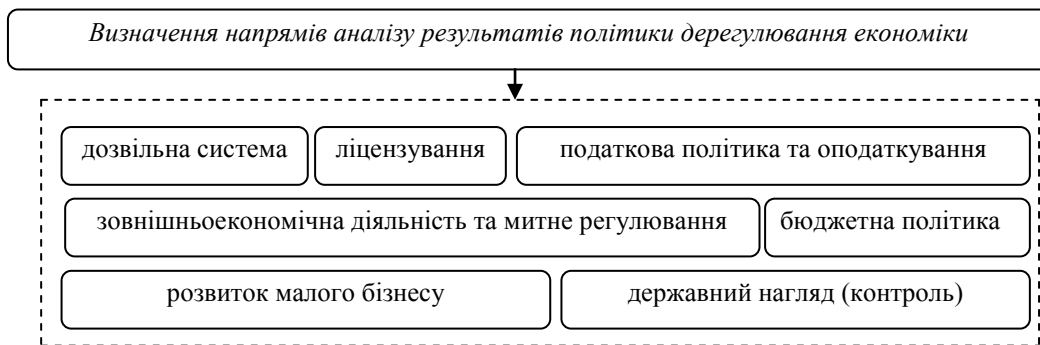 Визначення напрямів аналізу результатів політики дерегулювання економіки
дозвільна система
ліцензування
податкова політика та оподаткування
зовнішньоекономічна діяльність та митне регулювання
бюджетна політика
розвиток малого бізнесу
державний нагляд (контроль)